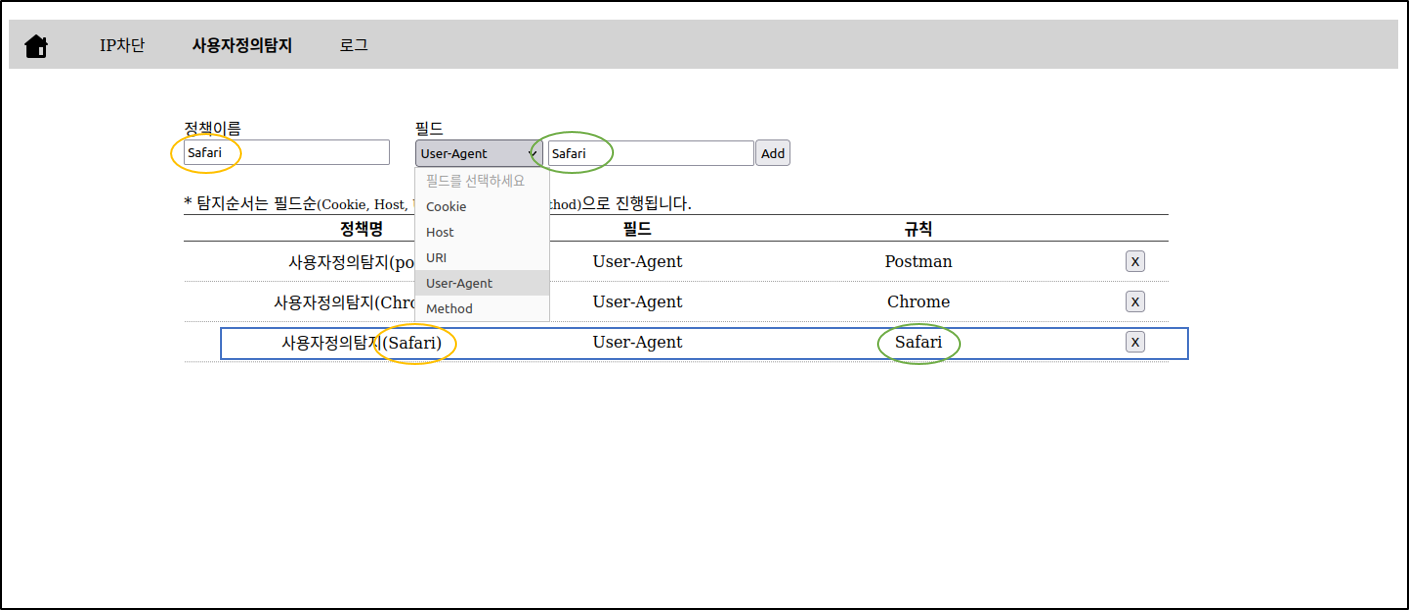 IP차단 사용자정의탐지 로그
정책이름 필드
Safari User-Agent Safari Add
필드를 선택하세요
* 탐지순서는 필드순(Cookie, Host, hod)으로 진행됩니다.
Cookie
정책명 필드 규칙
Host
URI
사용자정의탐지(po User-Agent Postman X
User-Agent
사용자정의탐지(Chro User-Agent Chrome X
Method
사용자정의탐지(Safari) User-Agent Safari X